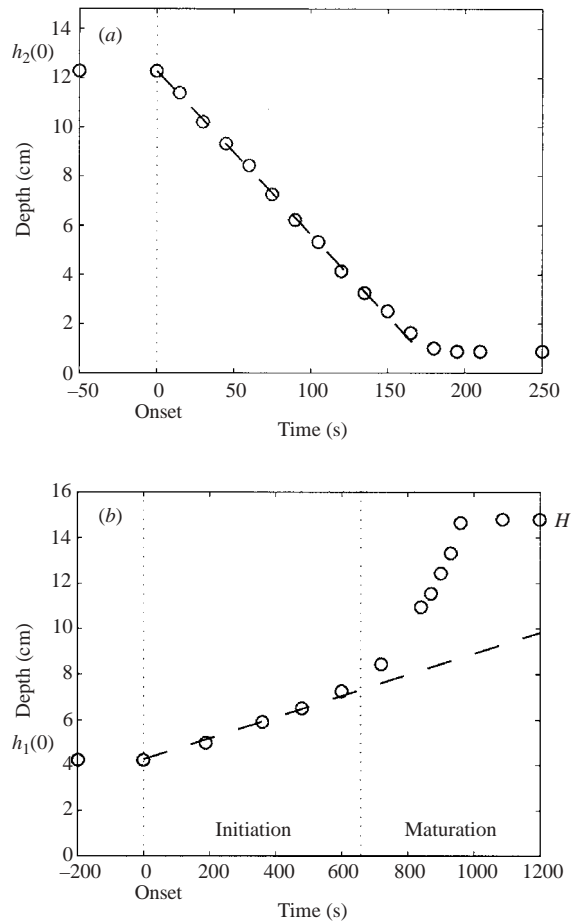 (a)
h₂(0)
14
12
10
8
6
4
2
0
Depth (cm)
–50
0
50
100
150
200
250
Onset
Time (s)
(b)
16
14
12
10
8
6
4
2
0
h₁(0)
H
Depth (cm)
Initiation
Maturation
–200
0
200
400
600
800
1000
1200
Onset
Time (s)